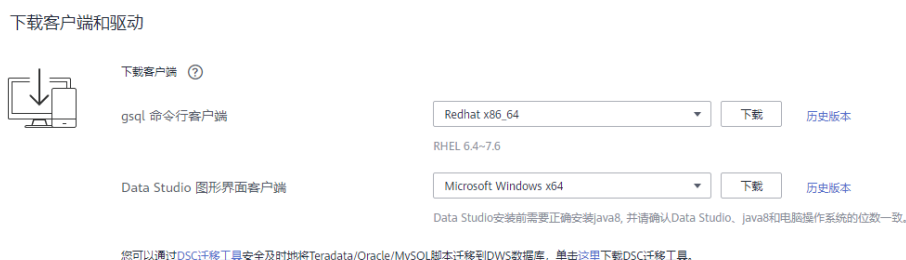 下载客户端和驱动
下载客户端 ?
gsql 命令行客户端 Redhat x86_64 下载 历史版本
RHEL 6.4~7.6
Data Studio 图形界面客户端 Microsoft Windows x64 下载 历史版本
Data Studio安装前需要正确安装java8, 并请确认Data Studio、java8和电脑操作系统的位数一致。
您可以通过DSC迁移工具安全及时地将Teradata/Oracle/MySQL脚本迁移到DWS数据库，单击这里下载DSC迁移工具。